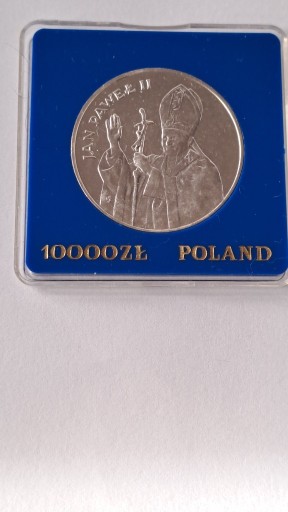 JAN PAWEŁ II
10000ZŁ POLAND